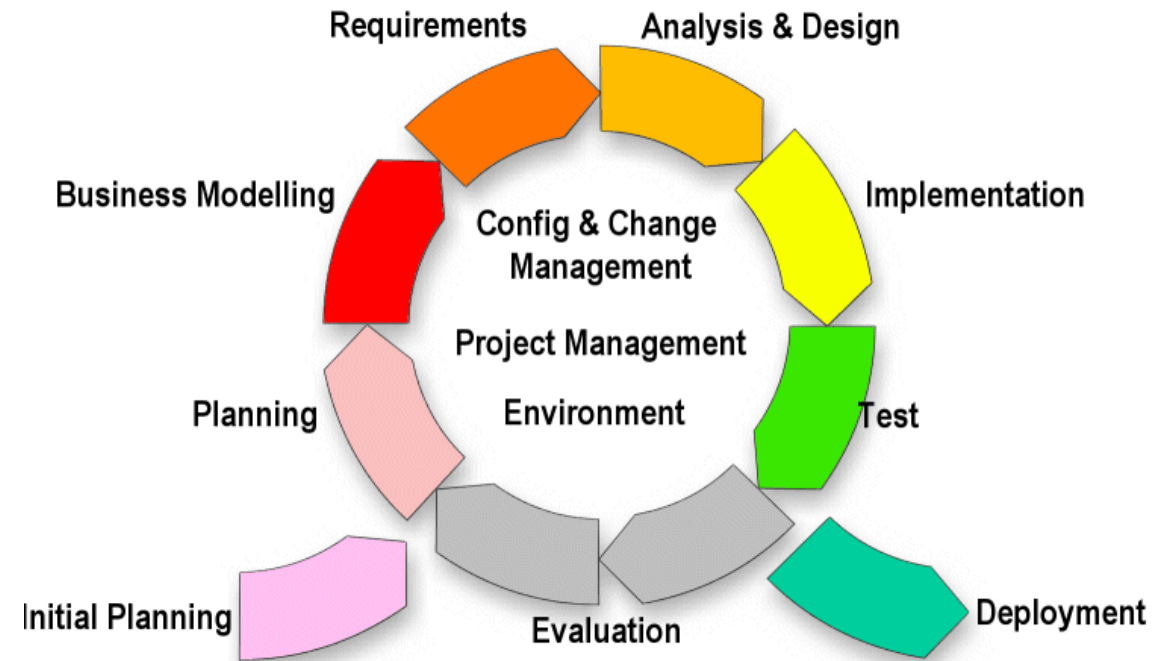 Requirements
Analysis & Design
Business Modelling
Implementation
Config & Change
Management
Project Management
Environment
Planning
Test
Initial Planning
Evaluation
Deployment